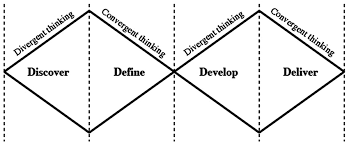 Divergent thinking
Convergent thinking
Divergent thinking
Convergent thinking
Discover
Define
Develop
Deliver